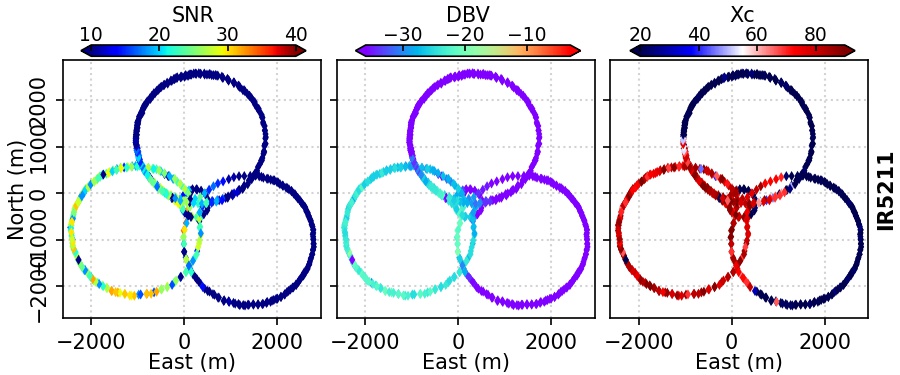 SNR DBV Xc
10 20 30 40 −30 −20 −10 20 40 60 80
2000
1000
0
−1000
−2000
North (m)
IR5211
−2000 0 2000 −2000 0 2000 −2000 0 2000
East (m) East (m) East (m)